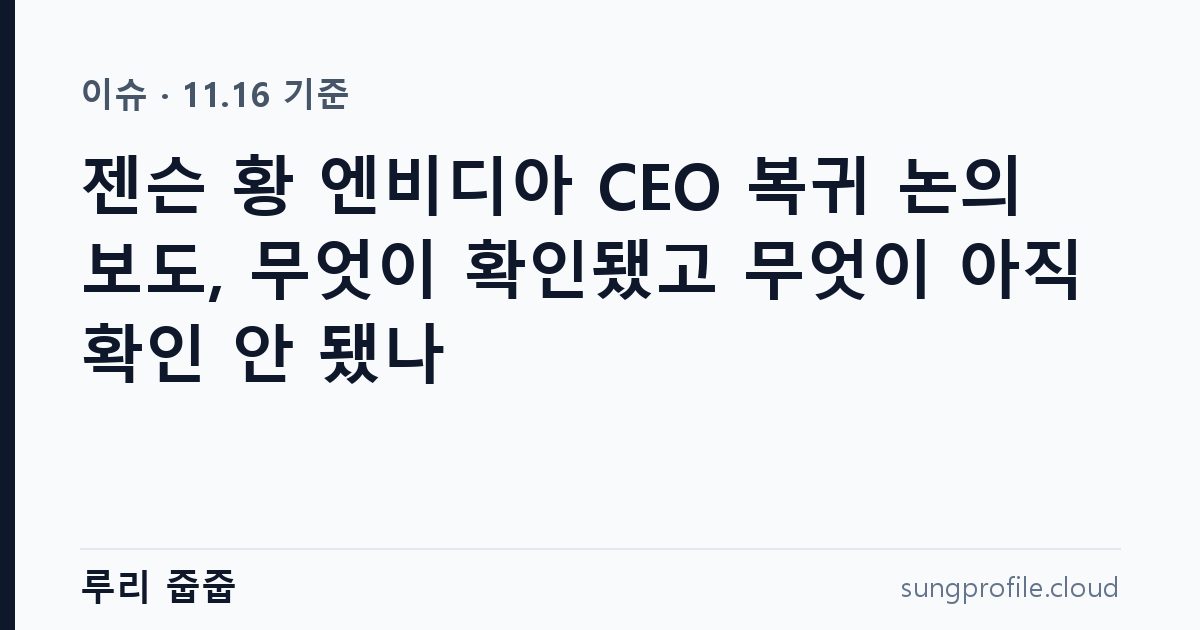 이슈 · 11.16 기준
젠슨 황 엔비디아 CEO 복귀 논의
보도, 무엇이 확인됐고 무엇이 아직
확인 안 됐나
루리 줍줍
sungprofile.cloud